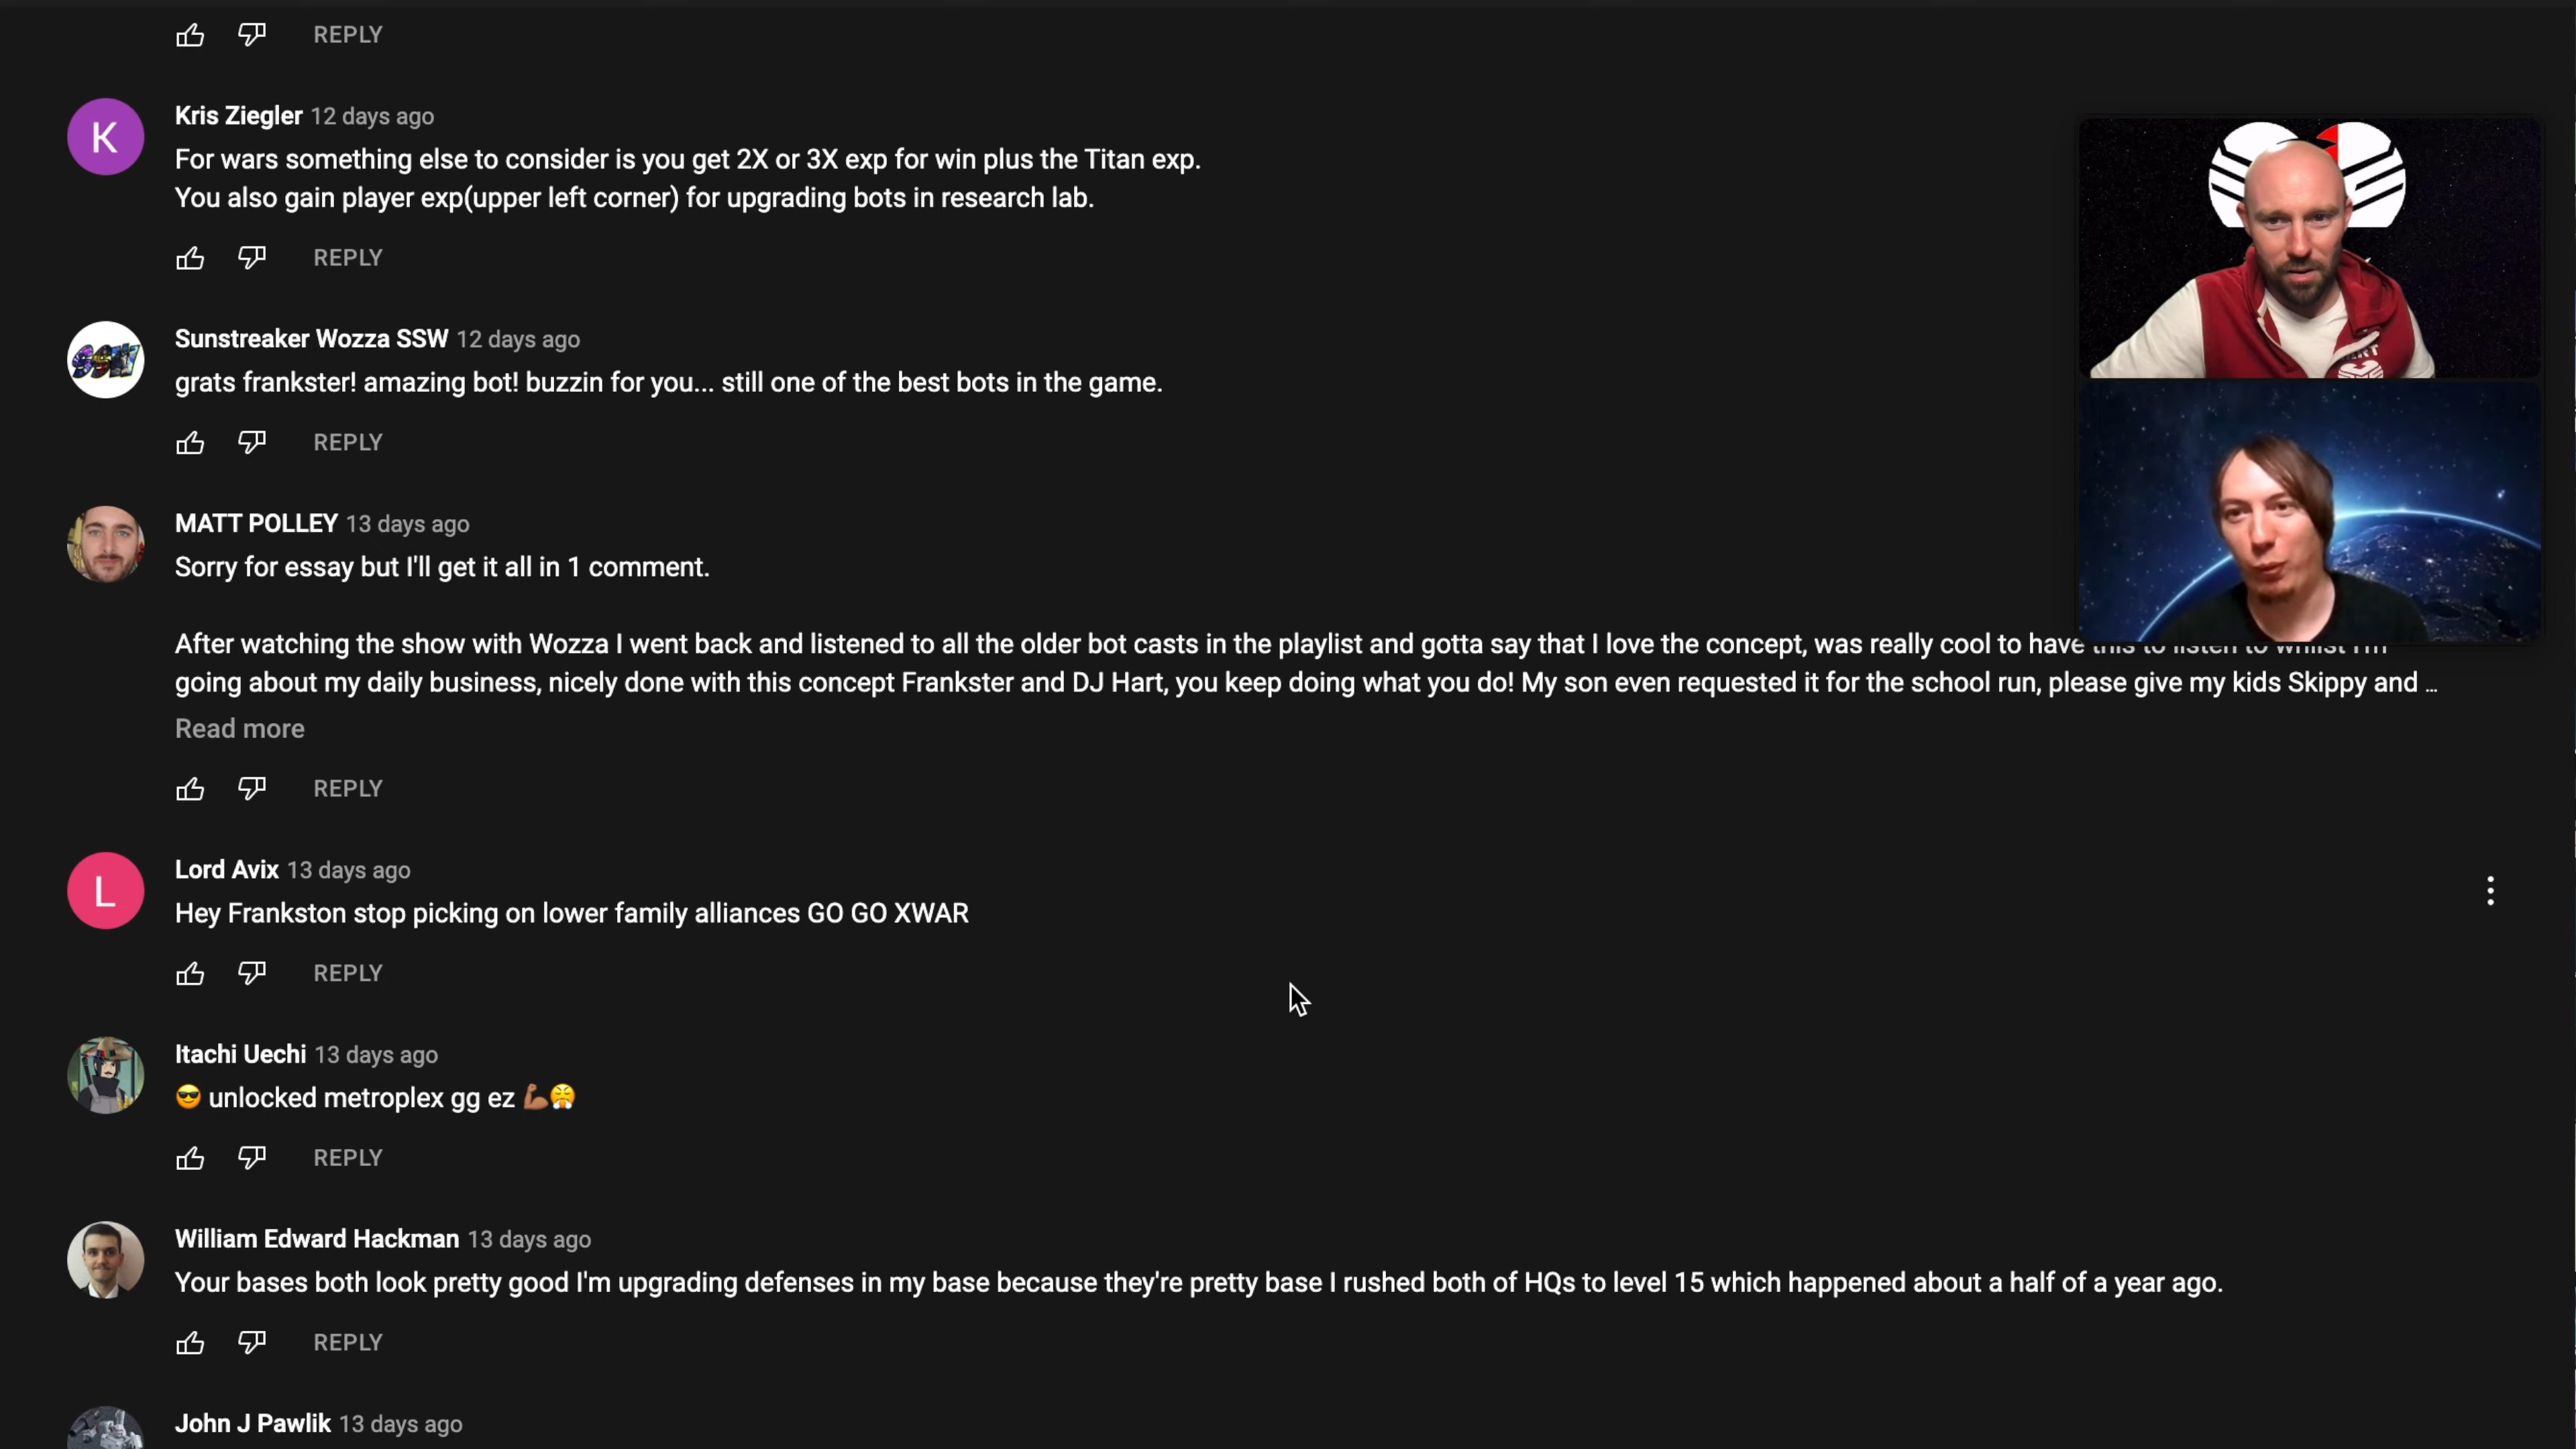 REPLY
K
Kris Ziegler 12 days ago
For wars something else to consider is you get 2X or 3X exp for win plus the Titan exp.
You also gain player exp(upper left corner) for upgrading bots in research lab.
REPLY
SSW
Sunstreaker Wozza SSW 12 days ago
grats frankster! amazing bot! buzzin for you... still one of the best bots in the game.
REPLY
MATT POLLEY 13 days ago
Sorry for essay but I'll get it all in 1 comment.
After watching the show with Wozza I went back and listened to all the older bot casts in the playlist and gotta say that I love the concept, was really cool to have this to listen to whilst I'm
going about my daily business, nicely done with this concept Frankster and DJ Hart, you keep doing what you do! My son even requested it for the school run, please give my kids Skippy and ...
Read more
REPLY
L
Lord Avix 13 days ago
Hey Frankston stop picking on lower family alliances GO GO XWAR
REPLY
Itachi Uechi 13 days ago
😎 unlocked metroplex gg ez 💪🏾😤
REPLY
William Edward Hackman 13 days ago
Your bases both look pretty good I'm upgrading defenses in my base because they're pretty base I rushed both of HQs to level 15 which happened about a half of a year ago.
REPLY
John J Pawlik 13 days ago